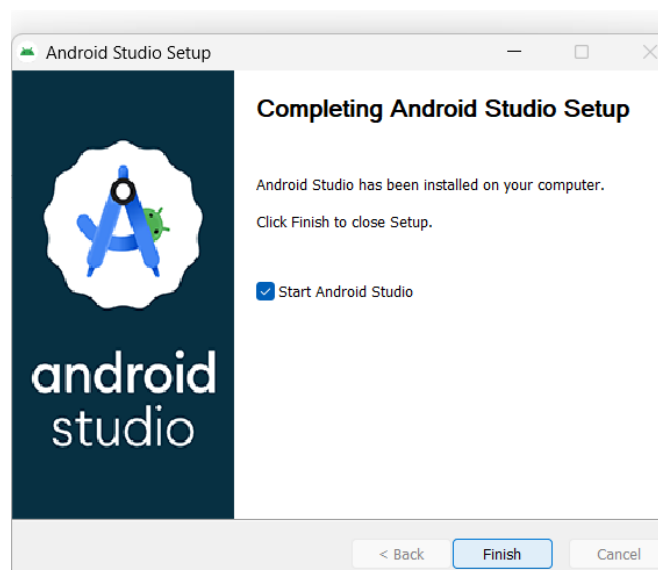 Android Studio Setup
Completing Android Studio Setup
Android Studio has been installed on your computer.
Click Finish to close Setup.
Start Android Studio
android
studio
< Back Finish Cancel